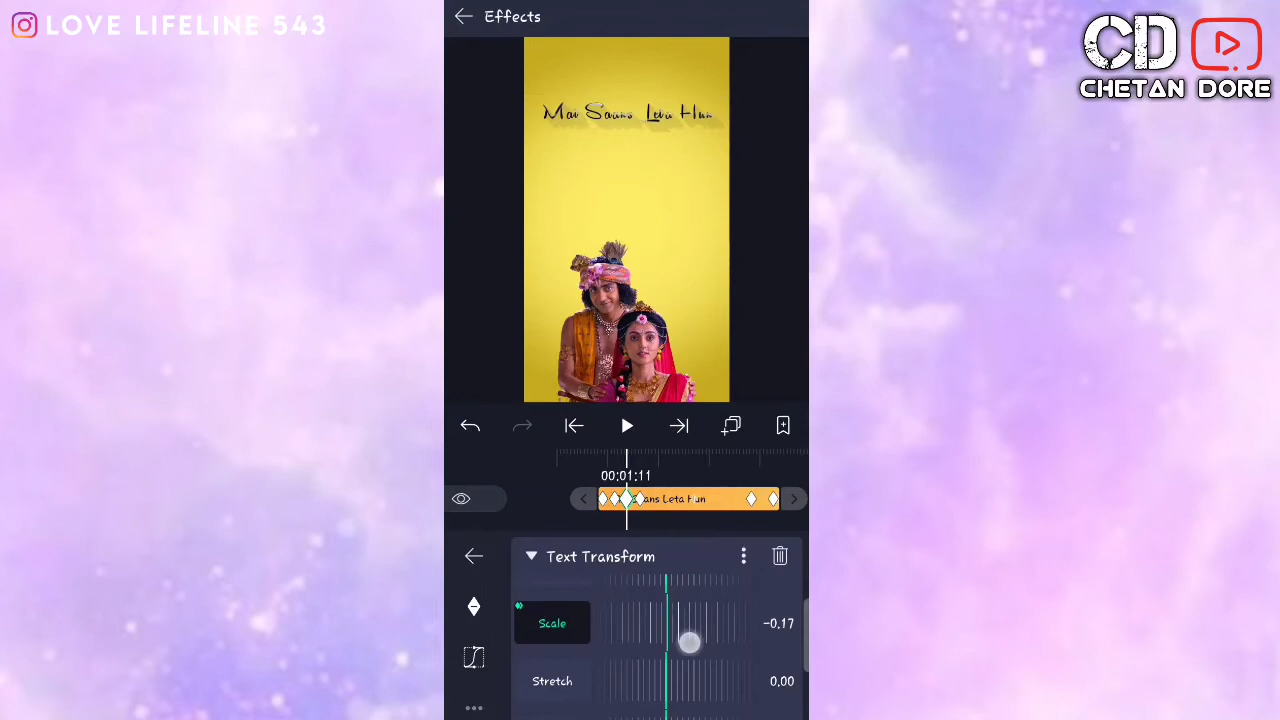 LOVE LIFELINE 543
CD
CHETAN DORE
Effects
Mai Saans Leta Hun
00:01:11
ans Leta Hun
Text Transform
Scale
-0.17
Stretch
0.00